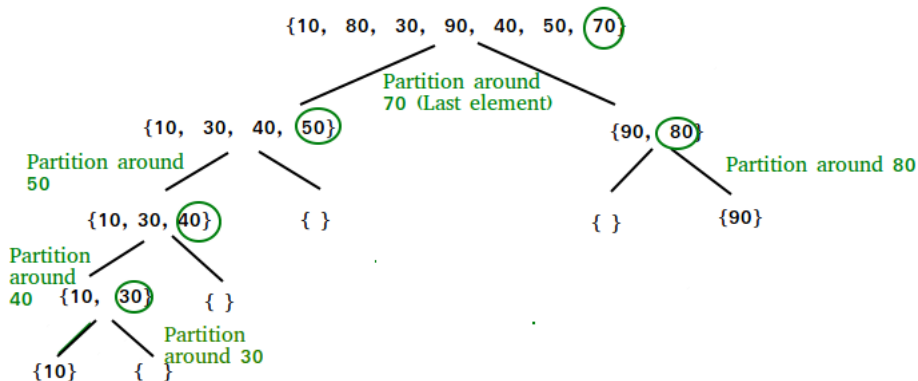 {10, 80, 30, 90, 40, 50, 70}
Partition around
70 (Last element)
{10, 30, 40, 50}
{90, 80}
Partition around
50
Partition around 80
{10, 30, 40}
{ }
{ }
{90}
Partition
around
40
{10, 30}
{ }
Partition
around 30
{10}
{ }